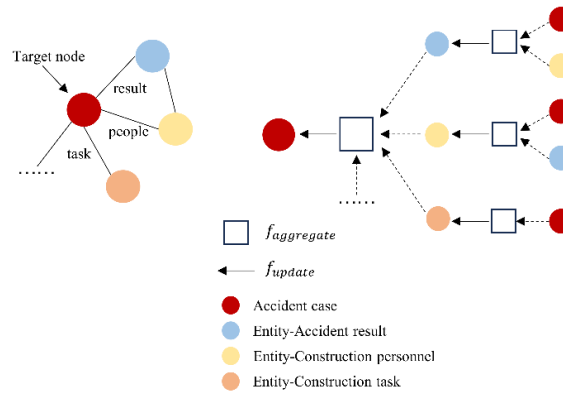 Target node
result
people
task
......
......
f_aggregate
f_update
Accident case
Entity-Accident result
Entity-Construction personnel
Entity-Construction task